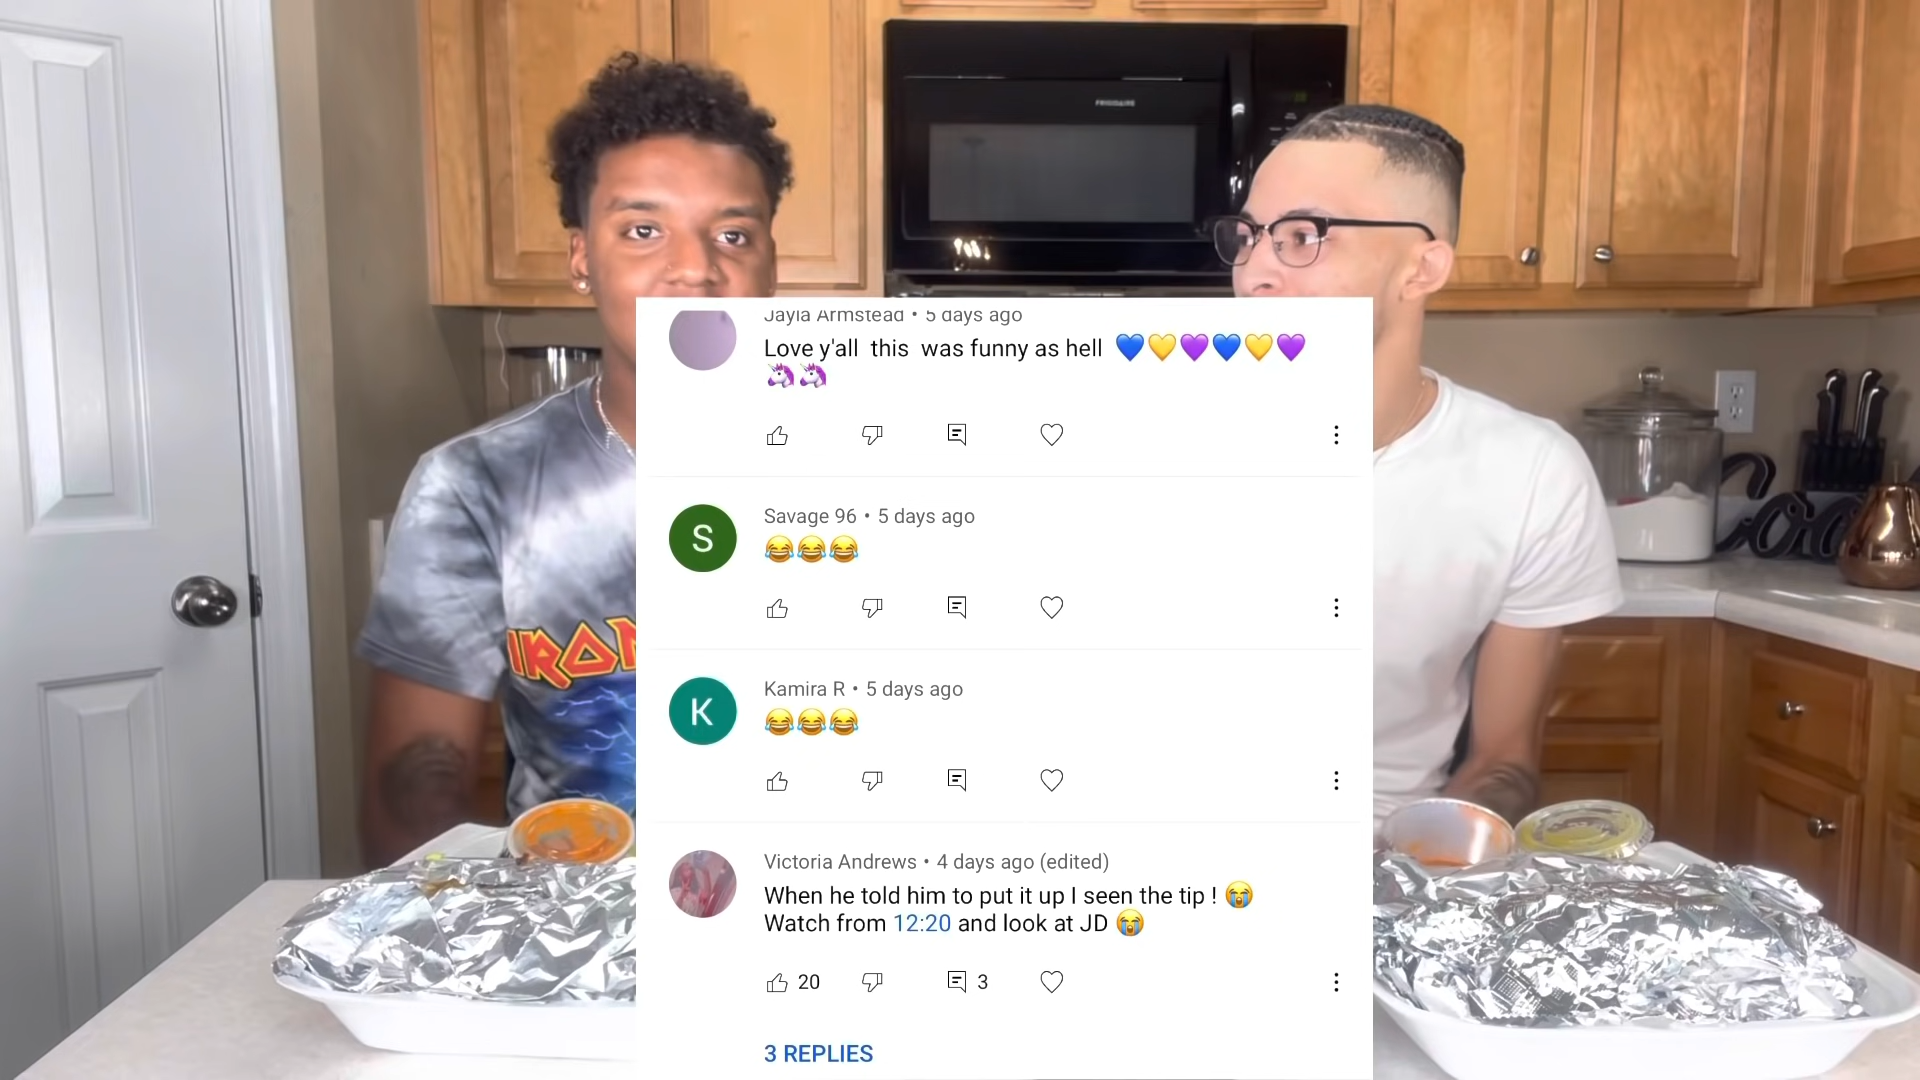 FRIGIDAIRE
Jayla Armstead • 5 days ago
Love y'all this was funny as hell 💙💛💜💙💛💜
🦄🦄
S
Savage 96 • 5 days ago
😂😂😂
IRON
K
Kamira R • 5 days ago
😂😂😂
Victoria Andrews • 4 days ago (edited)
When he told him to put it up I seen the tip ! 😭
Watch from 12:20 and look at JD 😭
20
3
3 REPLIES